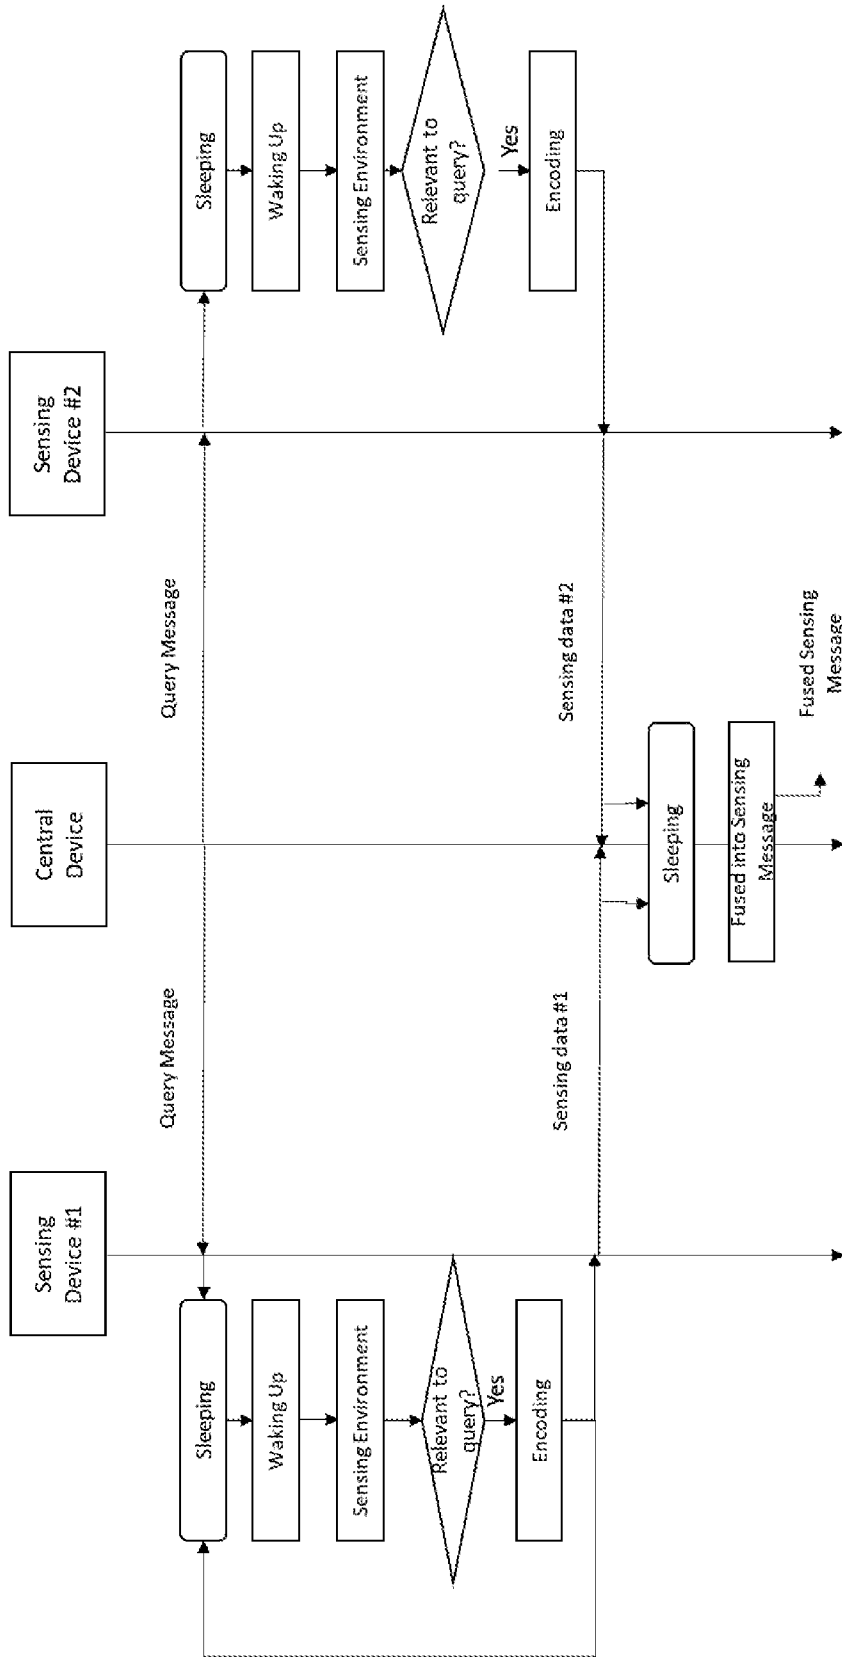 Sensing
Device #1
Central
Device
Sensing
Device #2
Query Message
Query Message
Sleeping
Waking Up
Sensing Environment
Relevant to
query?
Yes
Encoding
Sleeping
Waking Up
Sensing Environment
Relevant to
query?
Yes
Encoding
Sensing data #1
Sensing data #2
Sleeping
Fused into Sensing
Message
Fused Sensing
Message